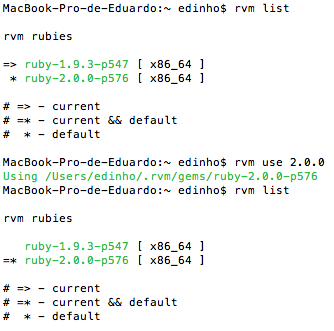 MacBook-Pro-de-Eduardo:~ edinho$ rvm list
rvm rubies
=> ruby-1.9.3-p547 [ x86_64 ]
 * ruby-2.0.0-p576 [ x86_64 ]
# => - current
# =* - current && default
#  * - default
MacBook-Pro-de-Eduardo:~ edinho$ rvm use 2.0.0
Using /Users/edinho/.rvm/gems/ruby-2.0.0-p576
MacBook-Pro-de-Eduardo:~ edinho$ rvm list
rvm rubies
   ruby-1.9.3-p547 [ x86_64 ]
=* ruby-2.0.0-p576 [ x86_64 ]
# => - current
# =* - current && default
#  * - default